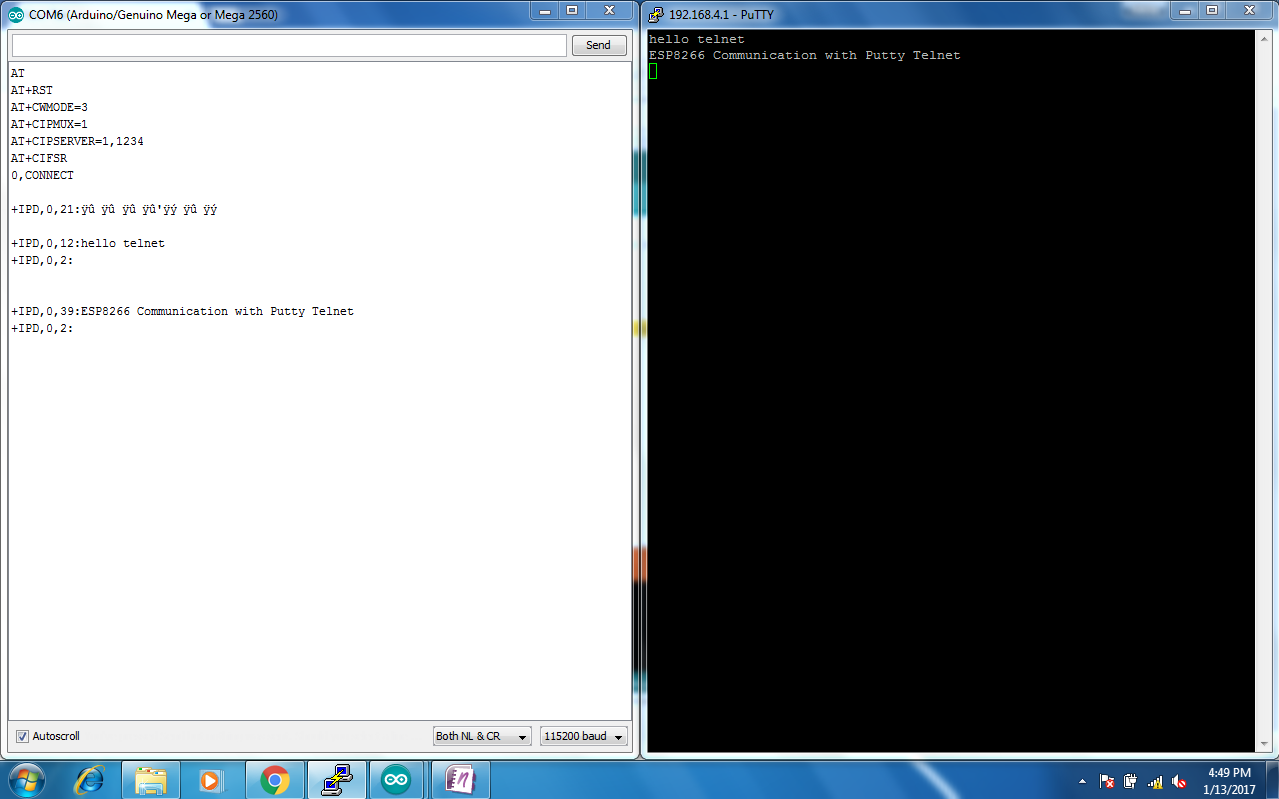 COM6 (Arduino/Genuino Mega or Mega 2560)
Send
AT
AT+RST
AT+CWMODE=3
AT+CIPMUX=1
AT+CIPSERVER=1,1234
AT+CIFSR
0,CONNECT
+IPD,0,21:ÿû ÿû ÿû ÿû'ÿý ÿû ÿý
+IPD,0,12:hello telnet
+IPD,0,2:
+IPD,0,39:ESP8266 Communication with Putty Telnet
+IPD,0,2:
Autoscroll
Both NL & CR
115200 baud
192.168.4.1 - PuTTY
hello telnet
ESP8266 Communication with Putty Telnet
4:49 PM
1/13/2017